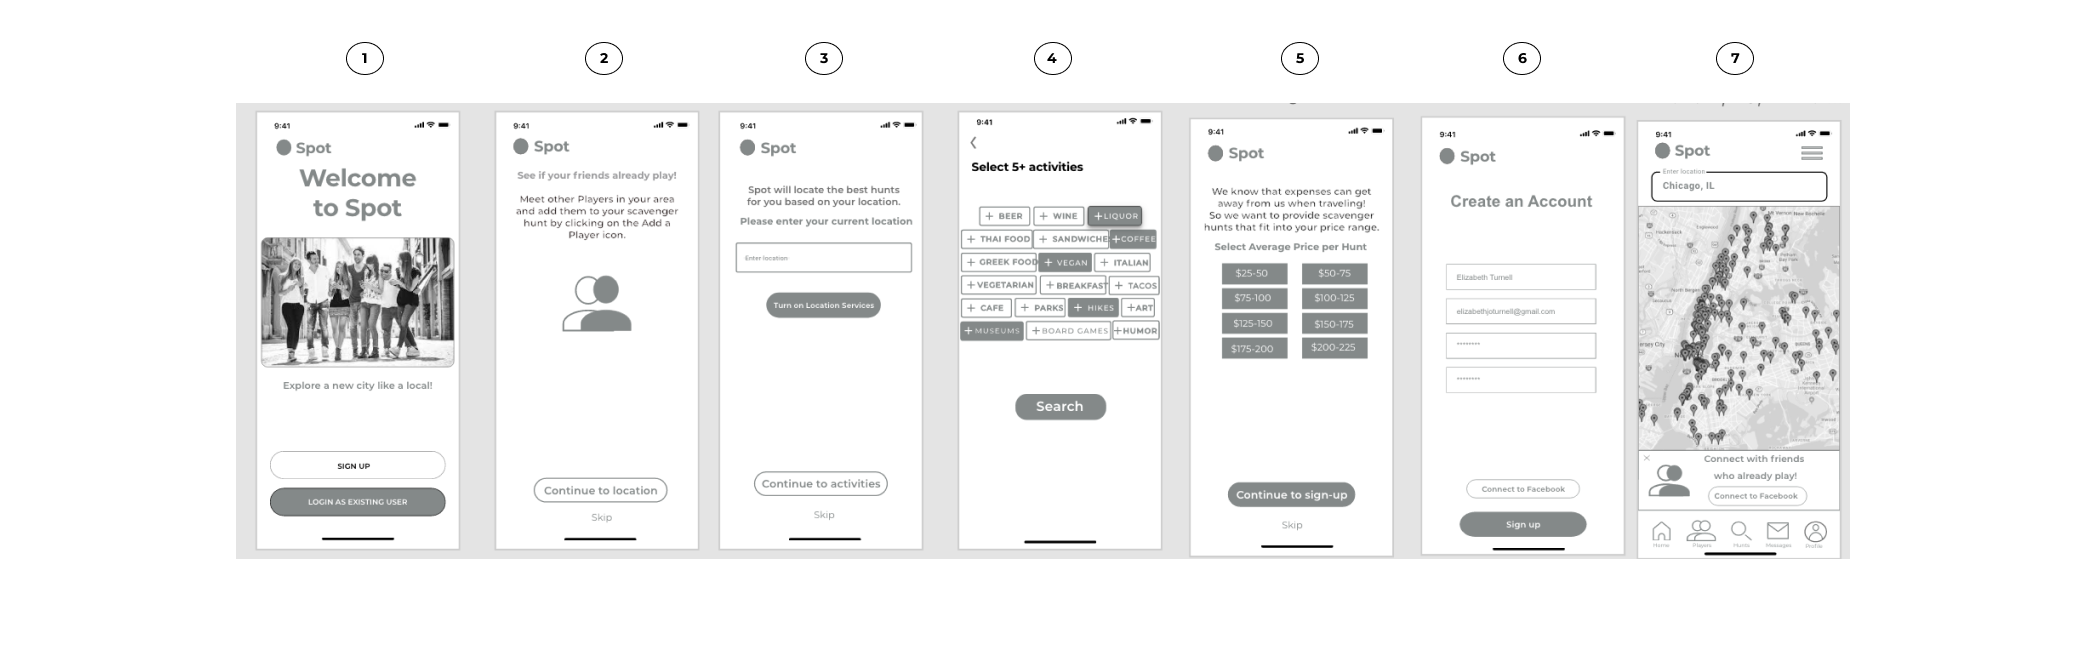 1
2
3
4
5
6
7
9:41
Spot
Welcome
to Spot
Explore a new city like a local!
SIGN UP
LOGIN AS EXISTING USER
9:41
Spot
See if your friends already play!
Meet other Players in your area
and add them to your scavenger
hunt by clicking on the Add a
Player icon.
Continue to location
Skip
9:41
Spot
Spot will locate the best hunts
for you based on your location.
Please enter your current location
Enter location
Turn on Location Services
Continue to activities
Skip
9:41
Select 5+ activities
+ BEER + WINE + LIQUOR
+ THAI FOOD + SANDWICHE + COFFEE
+ GREEK FOOD + VEGAN + ITALIAN
+ VEGETARIAN + BREAKFAST + TACOS
+ CAFE + PARKS + HIKES + ART
+ MUSEUMS + BOARD GAMES + HUMOR
Search
9:41
Spot
We know that expenses can get
away from us when traveling!
So we want to provide scavenger
hunts that fit into your price range.
Select Average Price per Hunt
$25-50 $50-75
$75-100 $100-125
$125-150 $150-175
$175-200 $200-225
Continue to sign-up
Skip
9:41
Spot
Create an Account
Elizabeth Turnell
elizabethjoturnell@gmail.com
********
********
Connect to Facebook
Sign up
9:41
Spot
Enter location
Chicago, IL
Connect with friends
who already play!
Connect to Facebook
Home Players Hunts Messages Profile